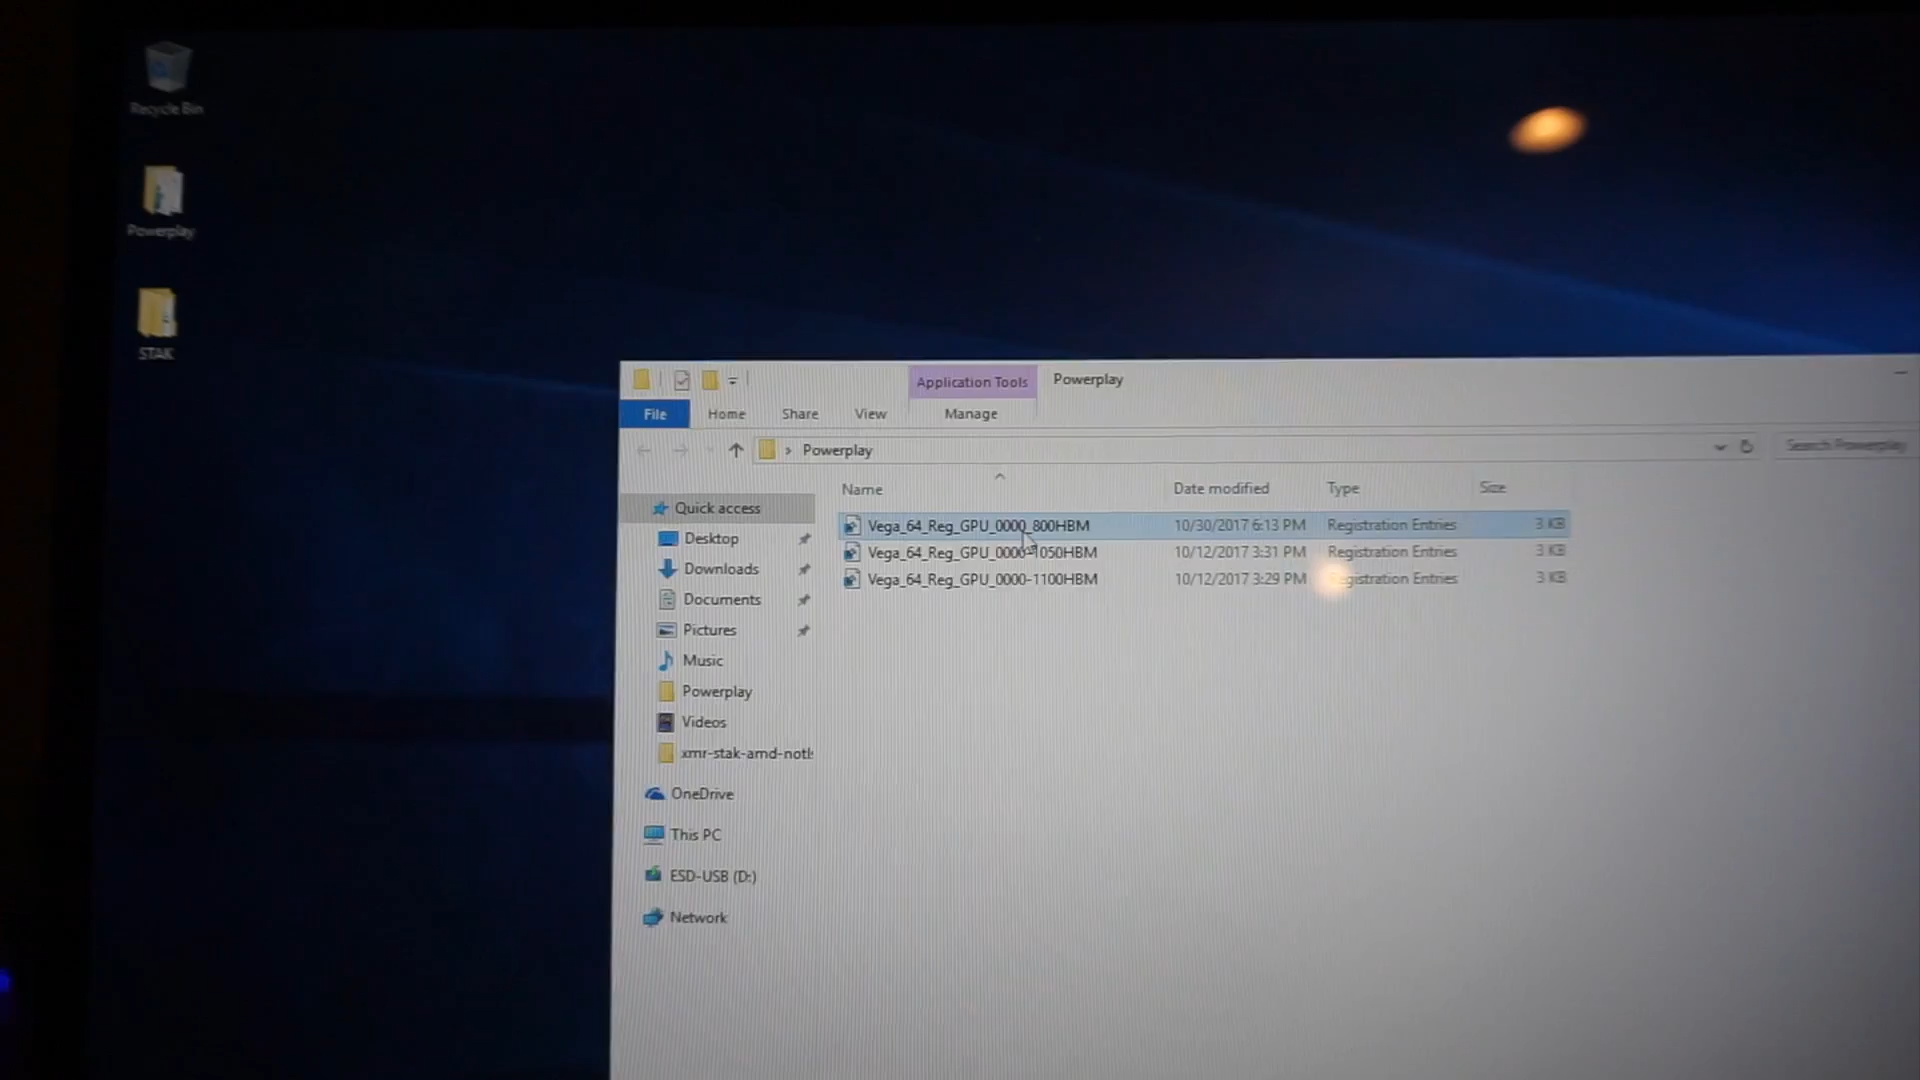 Recycle Bin
Powerplay
STAK
Application Tools
Powerplay
File
Home
Share
View
Manage
Powerplay
Search Powerplay
Name
Date modified
Type
Size
Quick access
Desktop
Downloads
Documents
Pictures
Music
Powerplay
Videos
xmr-stak-amd-notls
OneDrive
This PC
ESD-USB (D:)
Network
Vega_64_Reg_GPU_0000_800HBM 10/30/2017 6:13 PM Registration Entries 3 KB
Vega_64_Reg_GPU_0000-1050HBM 10/12/2017 3:31 PM Registration Entries 3 KB
Vega_64_Reg_GPU_0000-1100HBM 10/12/2017 3:29 PM Registration Entries 3 KB